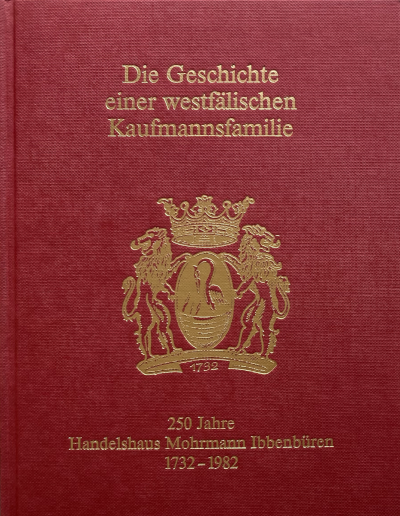 Die Geschichte
einer westfälischen
Kaufmannsfamilie
1732
250 Jahre
Handelshaus Mohrmann Ibbenbüren
1732–1982